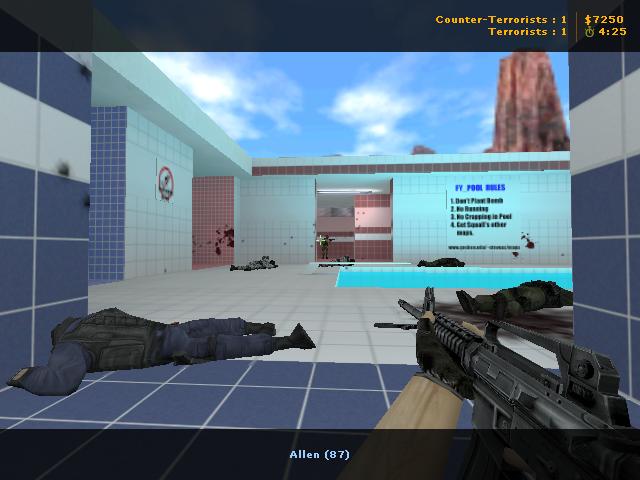 Counter-Terrorists : 1 $7250
Terrorists : 1 4:25
FY_POOL RULES
1. Don't Plant Bomb
2. No Running
3. No Crapping in Pool
4. Get Squall's other
maps.
Allen (87)